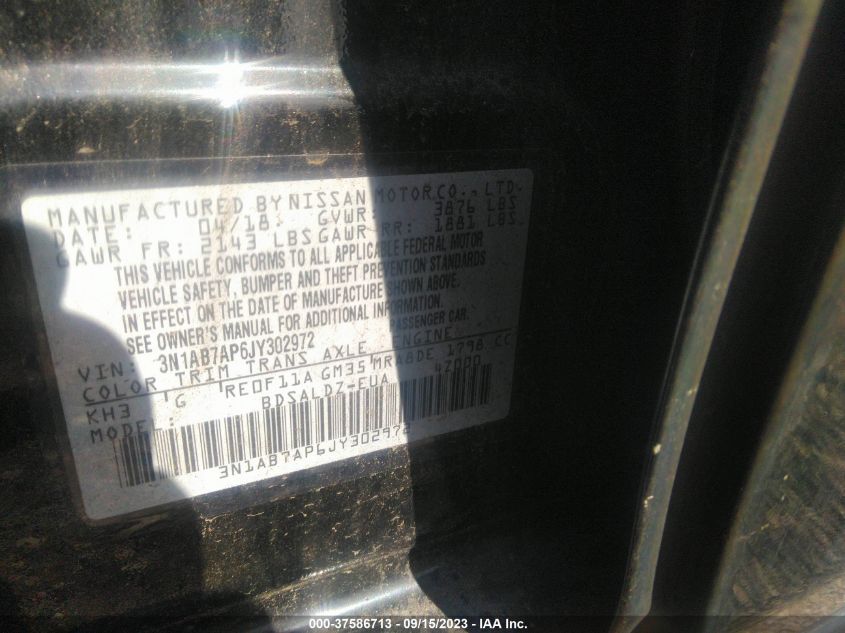 MANUFACTURED BY NISSAN MOTOR CO., LTD.
DATE: 04/18 GVWR: 3876 LBS
GAWR FR: 2143 LBS GAWR RR: 1881 LBS
THIS VEHICLE CONFORMS TO ALL APPLICABLE FEDERAL MOTOR
VEHICLE SAFETY, BUMPER AND THEFT PREVENTION STANDARDS
IN EFFECT ON THE DATE OF MANUFACTURE SHOWN ABOVE.
SEE OWNER'S MANUAL FOR ADDITIONAL INFORMATION.
VIN: 3N1AB7AP6JY302972 PASSENGER CAR
COLOR TRIM TRANS AXLE ENGINE
KH3 G RE0F11A GM35 MRA8DE 1798 CC
MODEL: BDSALDZ-EUA 4Z000
3N1AB7AP6JY302972
000-37586713 - 09/15/2023 - IAA Inc.